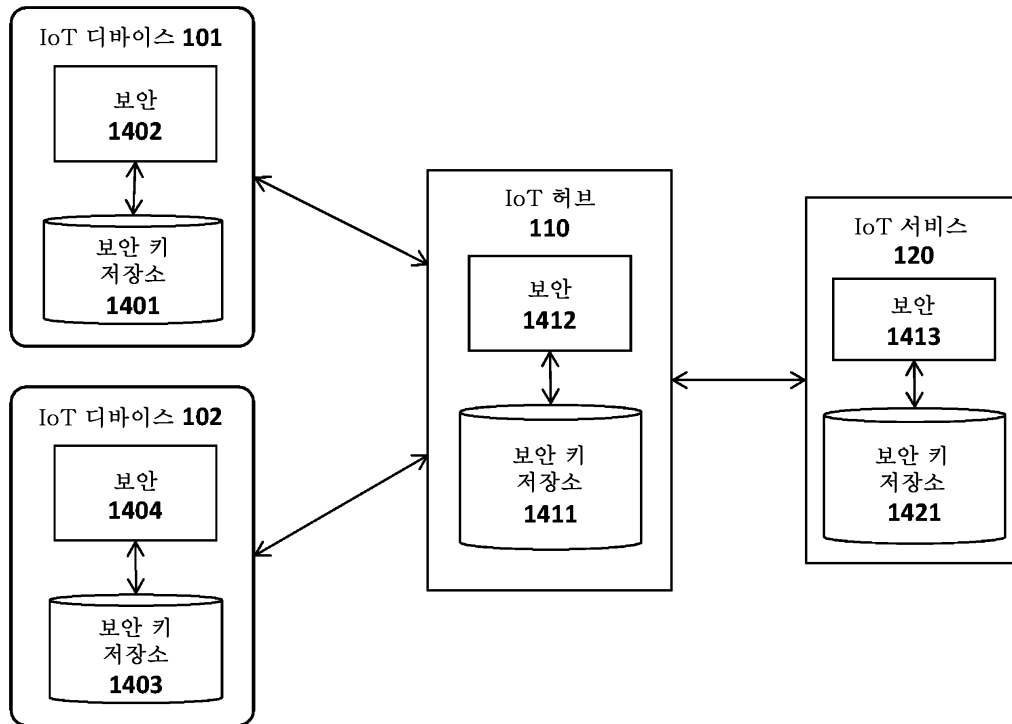 IoT 디바이스 101
보안
1402
보안 키
저장소
1401
IoT 디바이스 102
보안
1404
보안 키
저장소
1403
IoT 허브
110
보안
1412
보안 키
저장소
1411
IoT 서비스
120
보안
1413
보안 키
저장소
1421